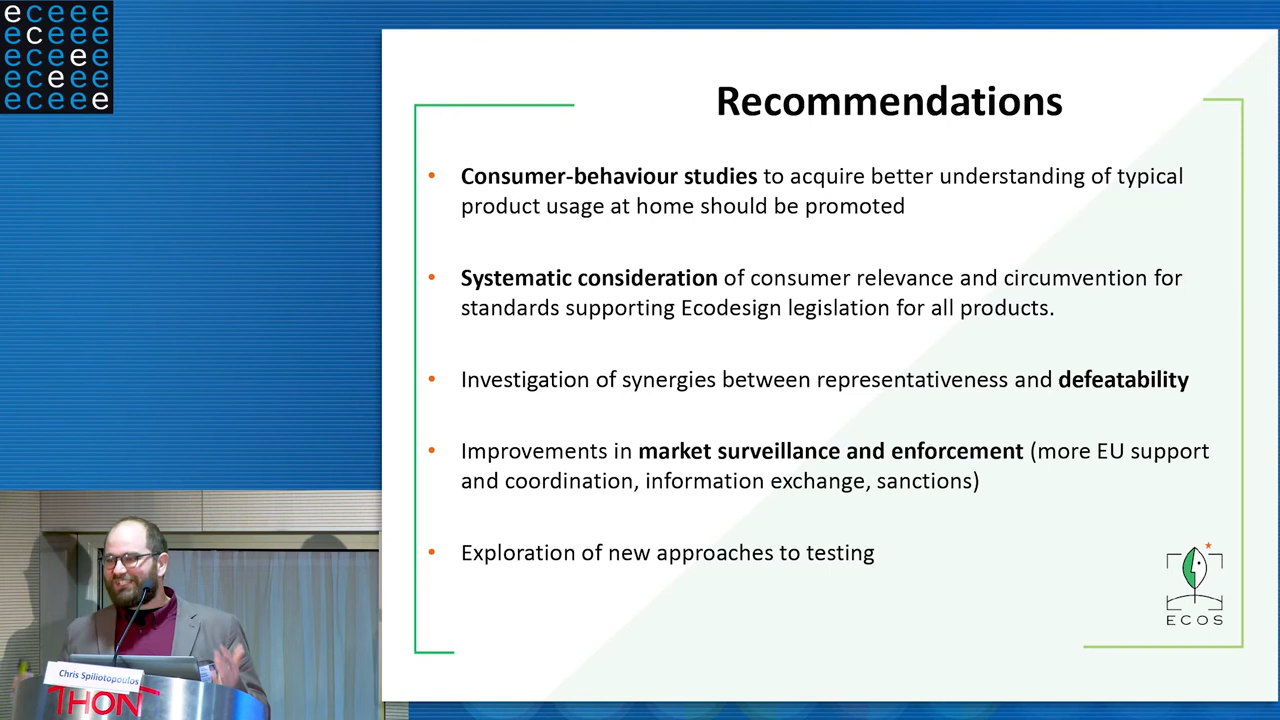 eceee
eceee
eceee
eceee
eceee
Recommendations
• Consumer-behaviour studies to acquire better understanding of typical
product usage at home should be promoted
• Systematic consideration of consumer relevance and circumvention for
standards supporting Ecodesign legislation for all products.
• Investigation of synergies between representativeness and defeatability
• Improvements in market surveillance and enforcement (more EU support
and coordination, information exchange, sanctions)
• Exploration of new approaches to testing
ECOS
Chris Spiliotopoulos
THON